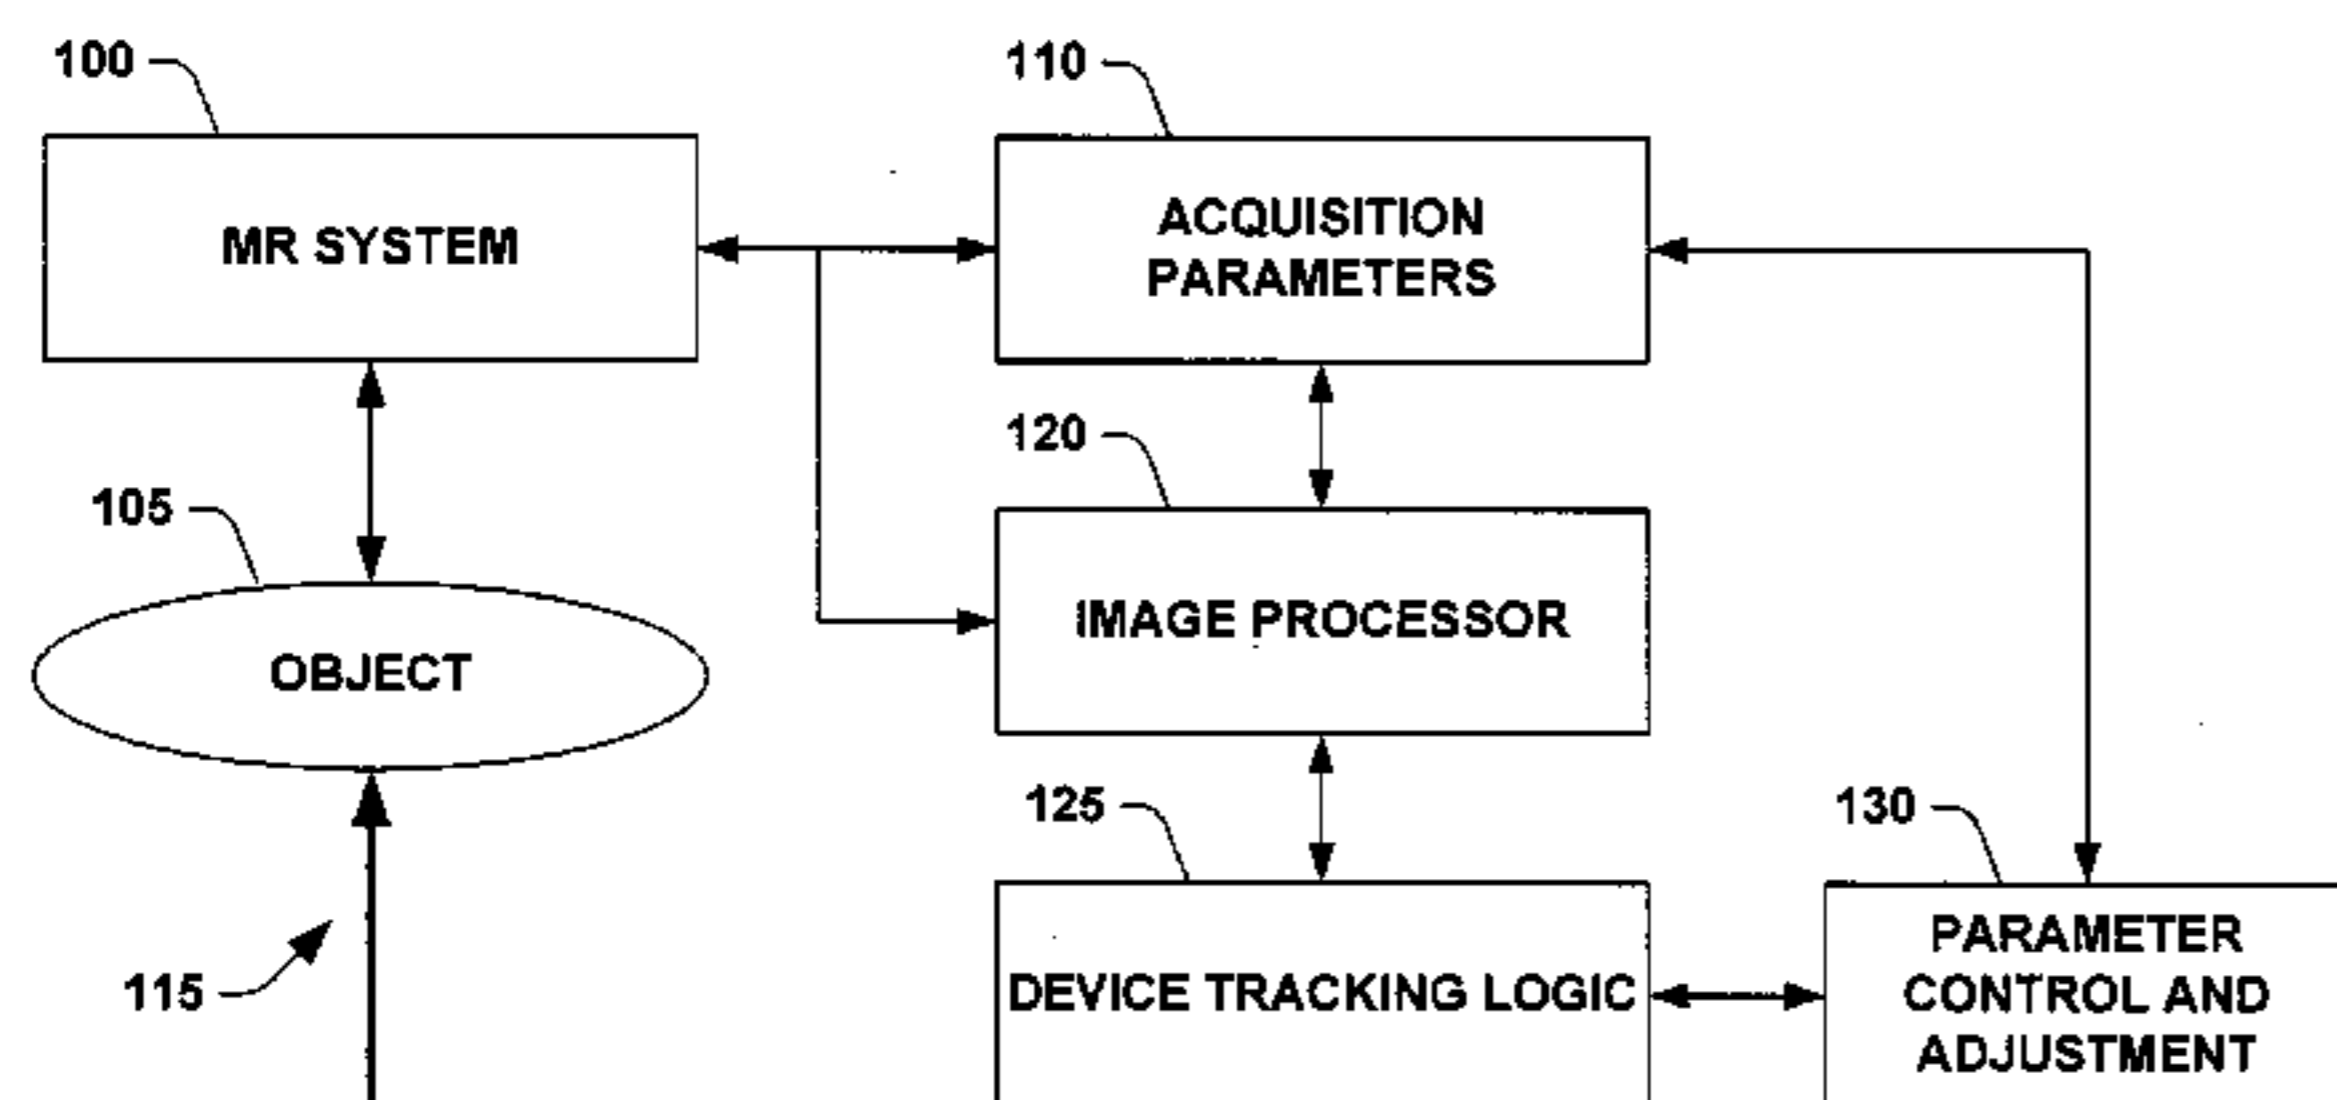 100
110
MR SYSTEM
ACQUISITION
PARAMETERS
120
105
IMAGE PROCESSOR
OBJECT
125
130
115
DEVICE TRACKING LOGIC
PARAMETER
CONTROL AND
ADJUSTMENT